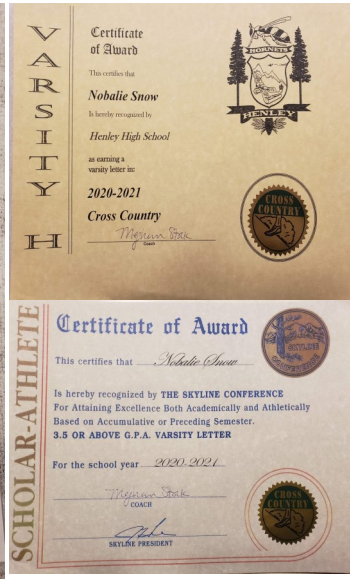 VARSITY H
Certificate
of Award
This certifies that
Nobalie Snow
Is hereby recognized by
Henley High School
as earning a
varsity letter in:
2020-2021
Cross Country
Coach
HORNETS
HENLEY
CROSS
COUNTRY
SCHOLAR-ATHLETE
Certificate of Award
This certifies that Nobalie Snow
Is hereby recognized by THE SKYLINE CONFERENCE
For Attaining Excellence Both Academically and Athletically
Based on Accumulative or Preceding Semester.
3.5 OR ABOVE G.P.A. VARSITY LETTER
For the school year 2020-2021
COACH
SKYLINE PRESIDENT
SKYLINE
CONFERENCE
CROSS
COUNTRY